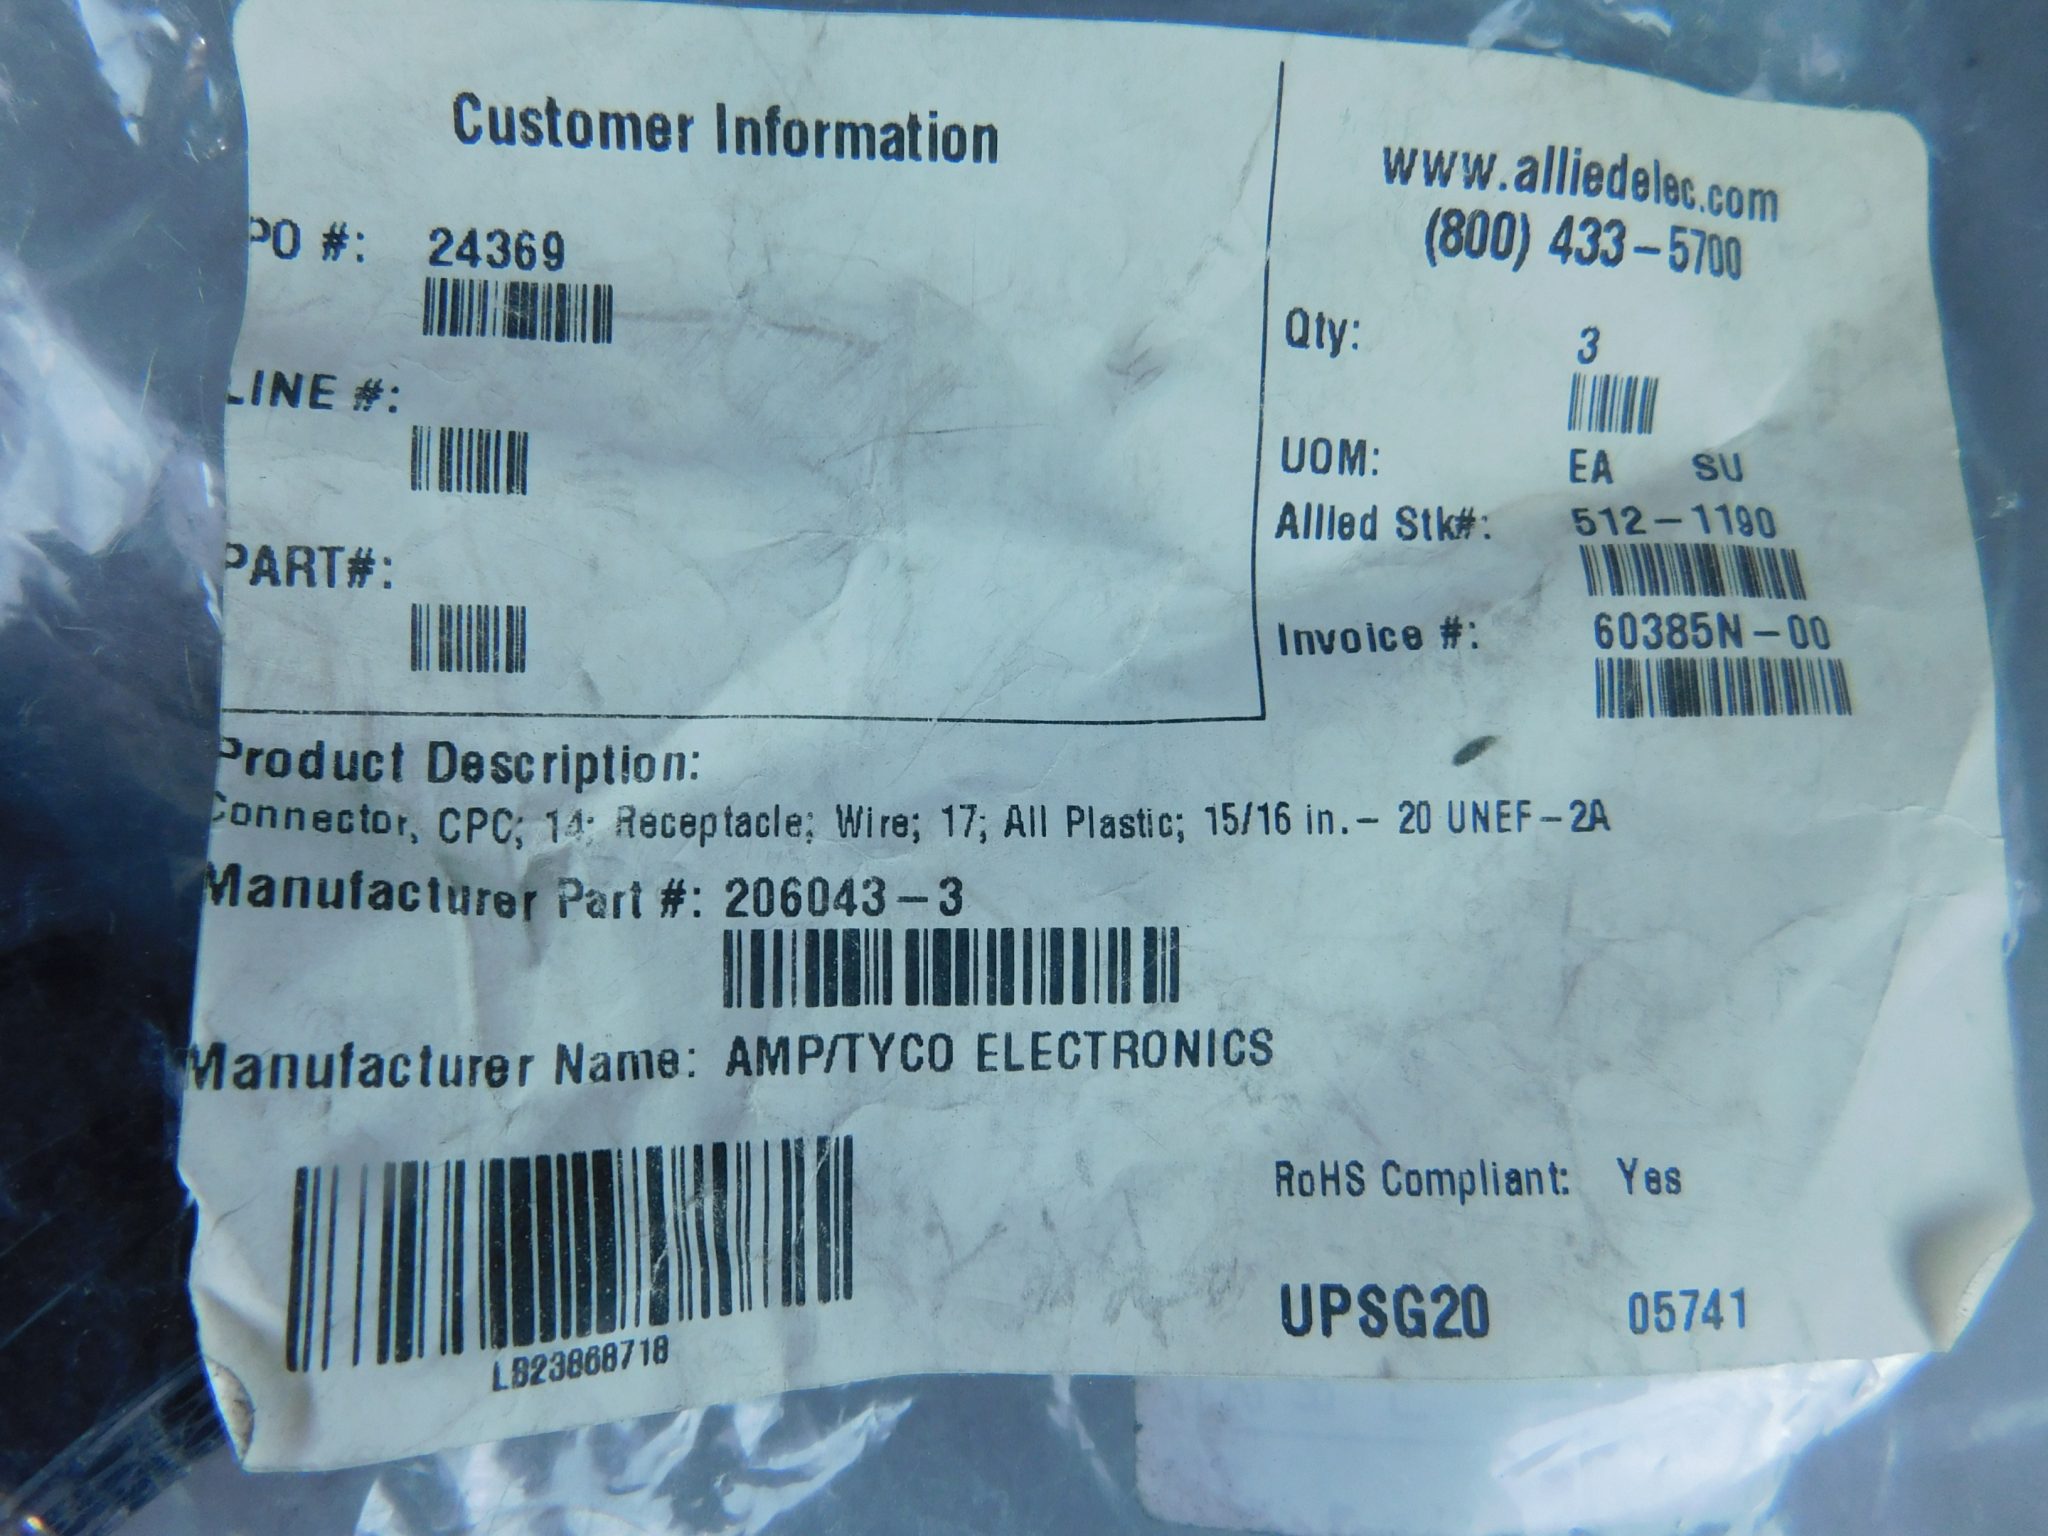 Customer Information
PO #: 24369
LINE #:
PART#:
www.alliedelec.com
(800) 433-5700
Qty: 3
UOM: EA SU
Allied Stk#: 512-1190
Invoice #: 60385N-00
Product Description:
Connector, CPC; 14; Receptacle; Wire; 17; All Plastic; 15/16 in.- 20 UNEF-2A
Manufacturer Part #: 206043-3
Manufacturer Name: AMP/TYCO ELECTRONICS
LB23868718
RoHS Compliant: Yes
UPSG20 05741